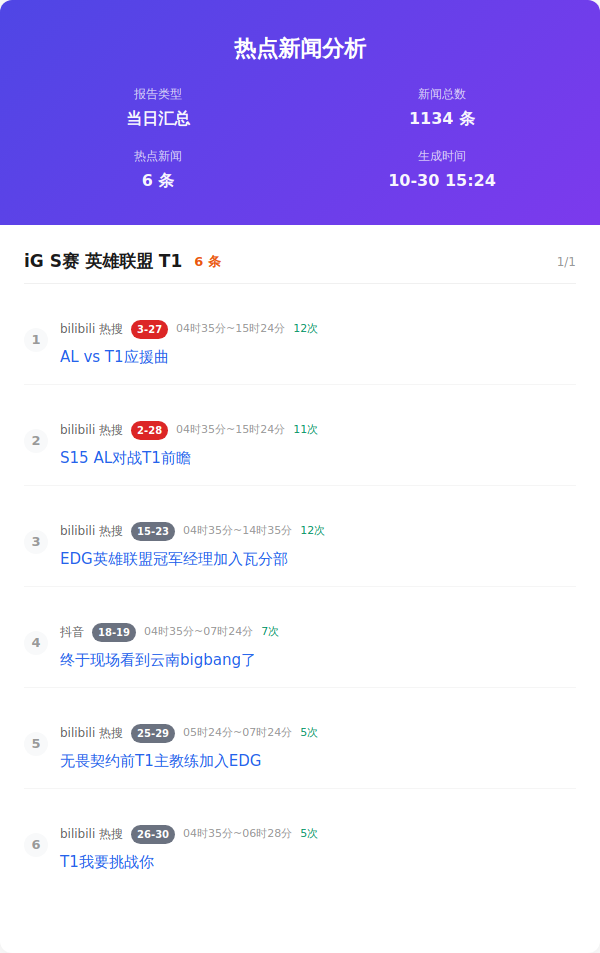 热点新闻分析
报告类型 新闻总数
当日汇总 1134 条
热点新闻 生成时间
6 条 10-30 15:24
iG S赛 英雄联盟 T1 6 条 1/1
1 bilibili 热搜 3-27 04时35分~15时24分 12次
AL vs T1应援曲
2 bilibili 热搜 2-28 04时35分~15时24分 11次
S15 AL对战T1前瞻
3 bilibili 热搜 15-23 04时35分~14时35分 12次
EDG英雄联盟冠军经理加入瓦分部
4 抖音 18-19 04时35分~07时24分 7次
终于现场看到云南bigbang了
5 bilibili 热搜 25-29 05时24分~07时24分 5次
无畏契约前T1主教练加入EDG
6 bilibili 热搜 26-30 04时35分~06时28分 5次
T1我要挑战你